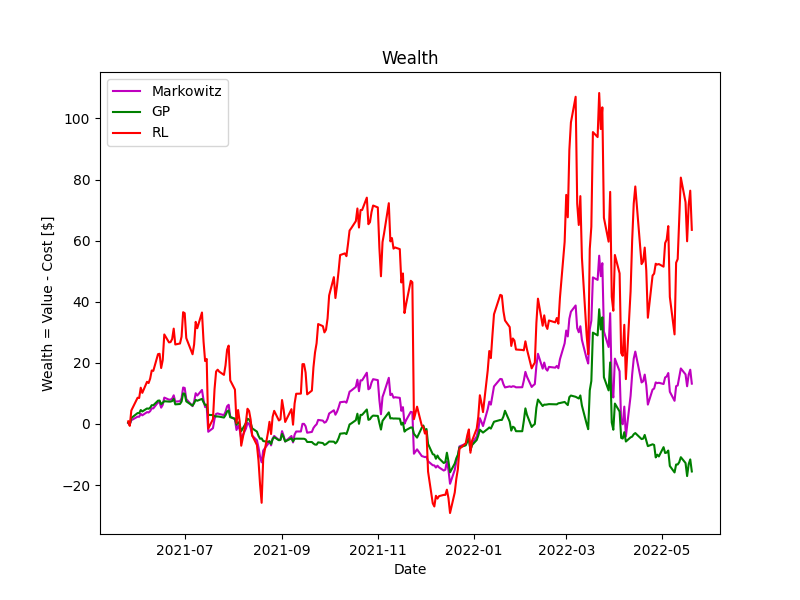 Wealth
Markowitz
GP
RL
Wealth = Value - Cost [$]
100
80
60
40
20
0
−20
2021-07
2021-09
2021-11
2022-01
2022-03
2022-05
Date